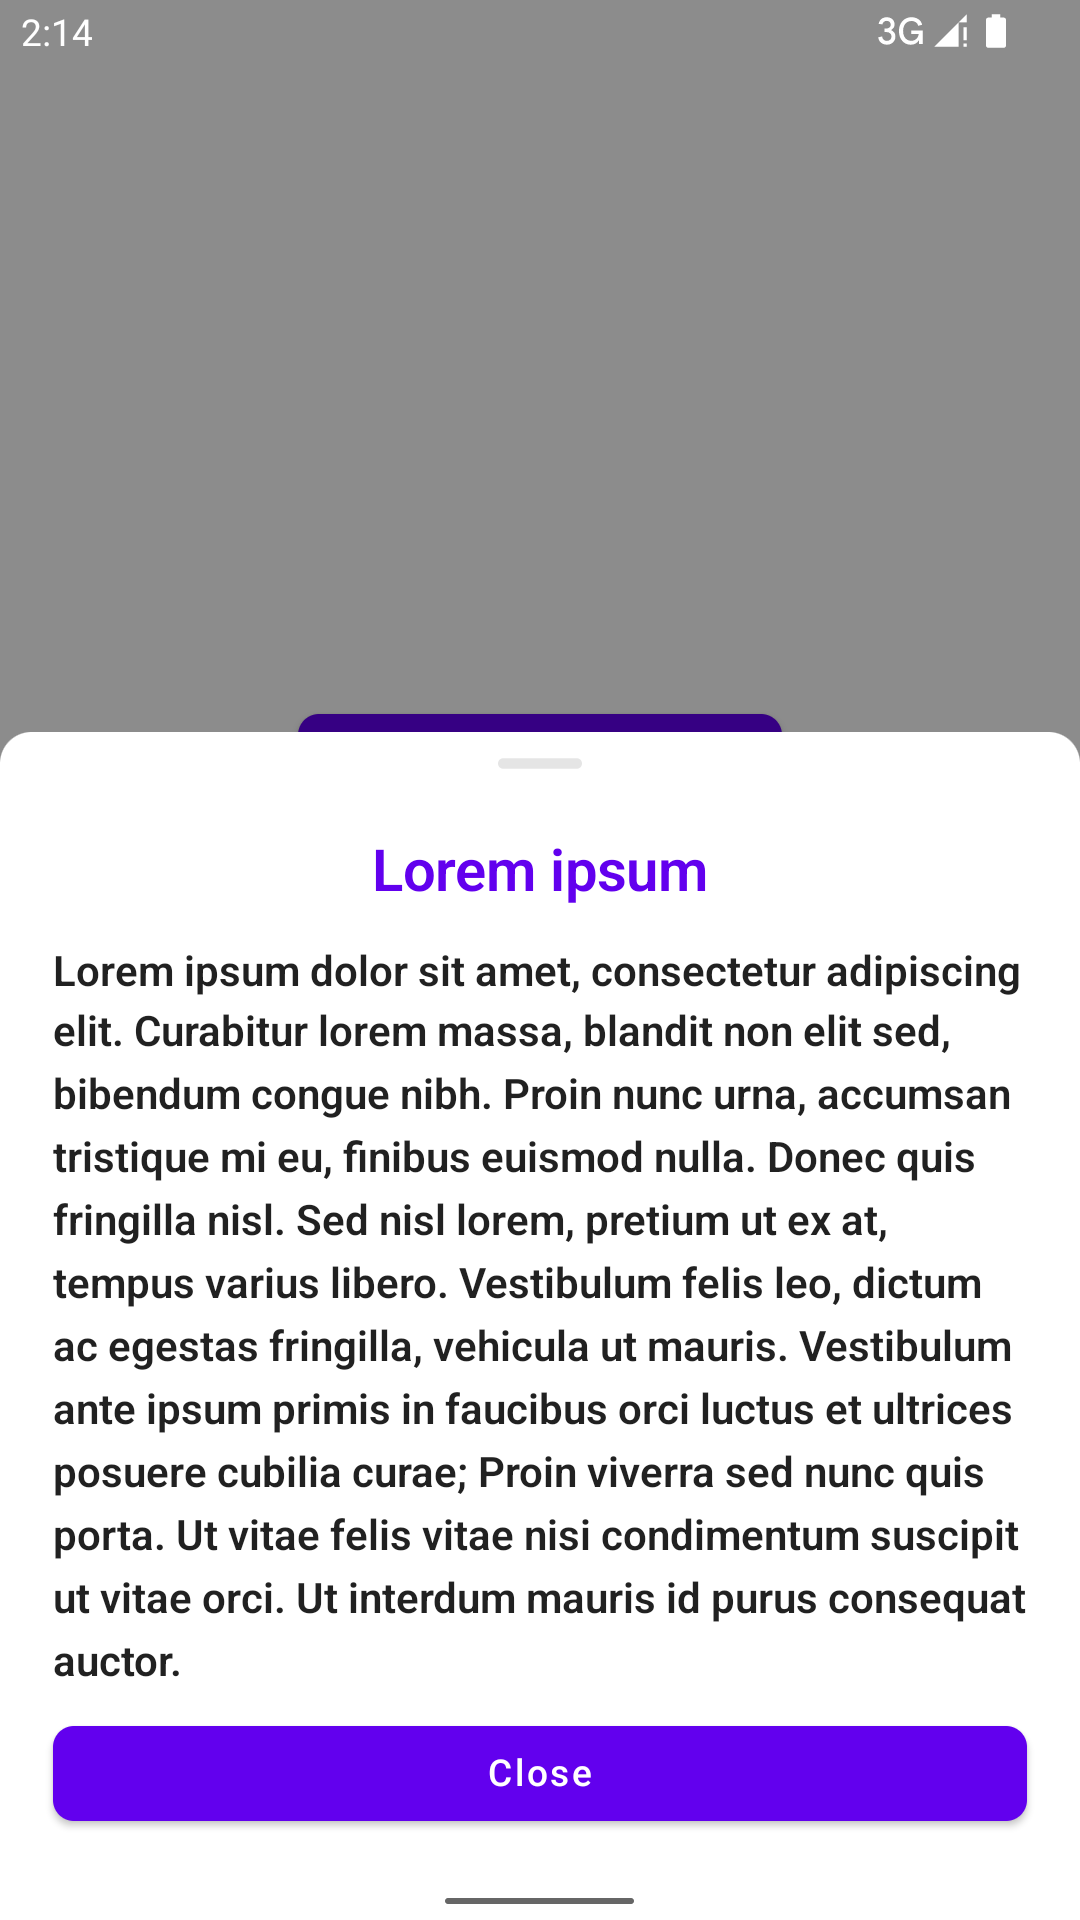 2:14 3G
Lorem ipsum
Lorem ipsum dolor sit amet, consectetur adipiscing
elit. Curabitur lorem massa, blandit non elit sed,
bibendum congue nibh. Proin nunc urna, accumsan
tristique mi eu, finibus euismod nulla. Donec quis
fringilla nisl. Sed nisl lorem, pretium ut ex at,
tempus varius libero. Vestibulum felis leo, dictum
ac egestas fringilla, vehicula ut mauris. Vestibulum
ante ipsum primis in faucibus orci luctus et ultrices
posuere cubilia curae; Proin viverra sed nunc quis
porta. Ut vitae felis vitae nisi condimentum suscipit
ut vitae orci. Ut interdum mauris id purus consequat
auctor.
Close